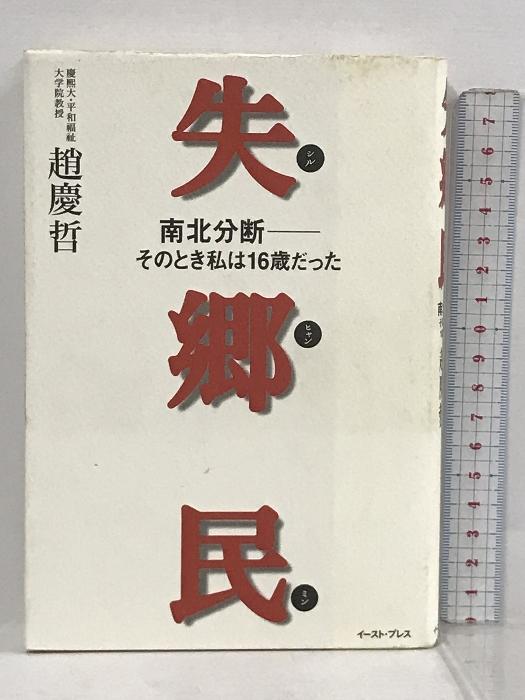 失郷民
シル
ヒャン
ミン
南北分断――
そのとき私は16歳だった
慶熙大・平和福祉
大学院教授
趙慶哲
イースト・プレス